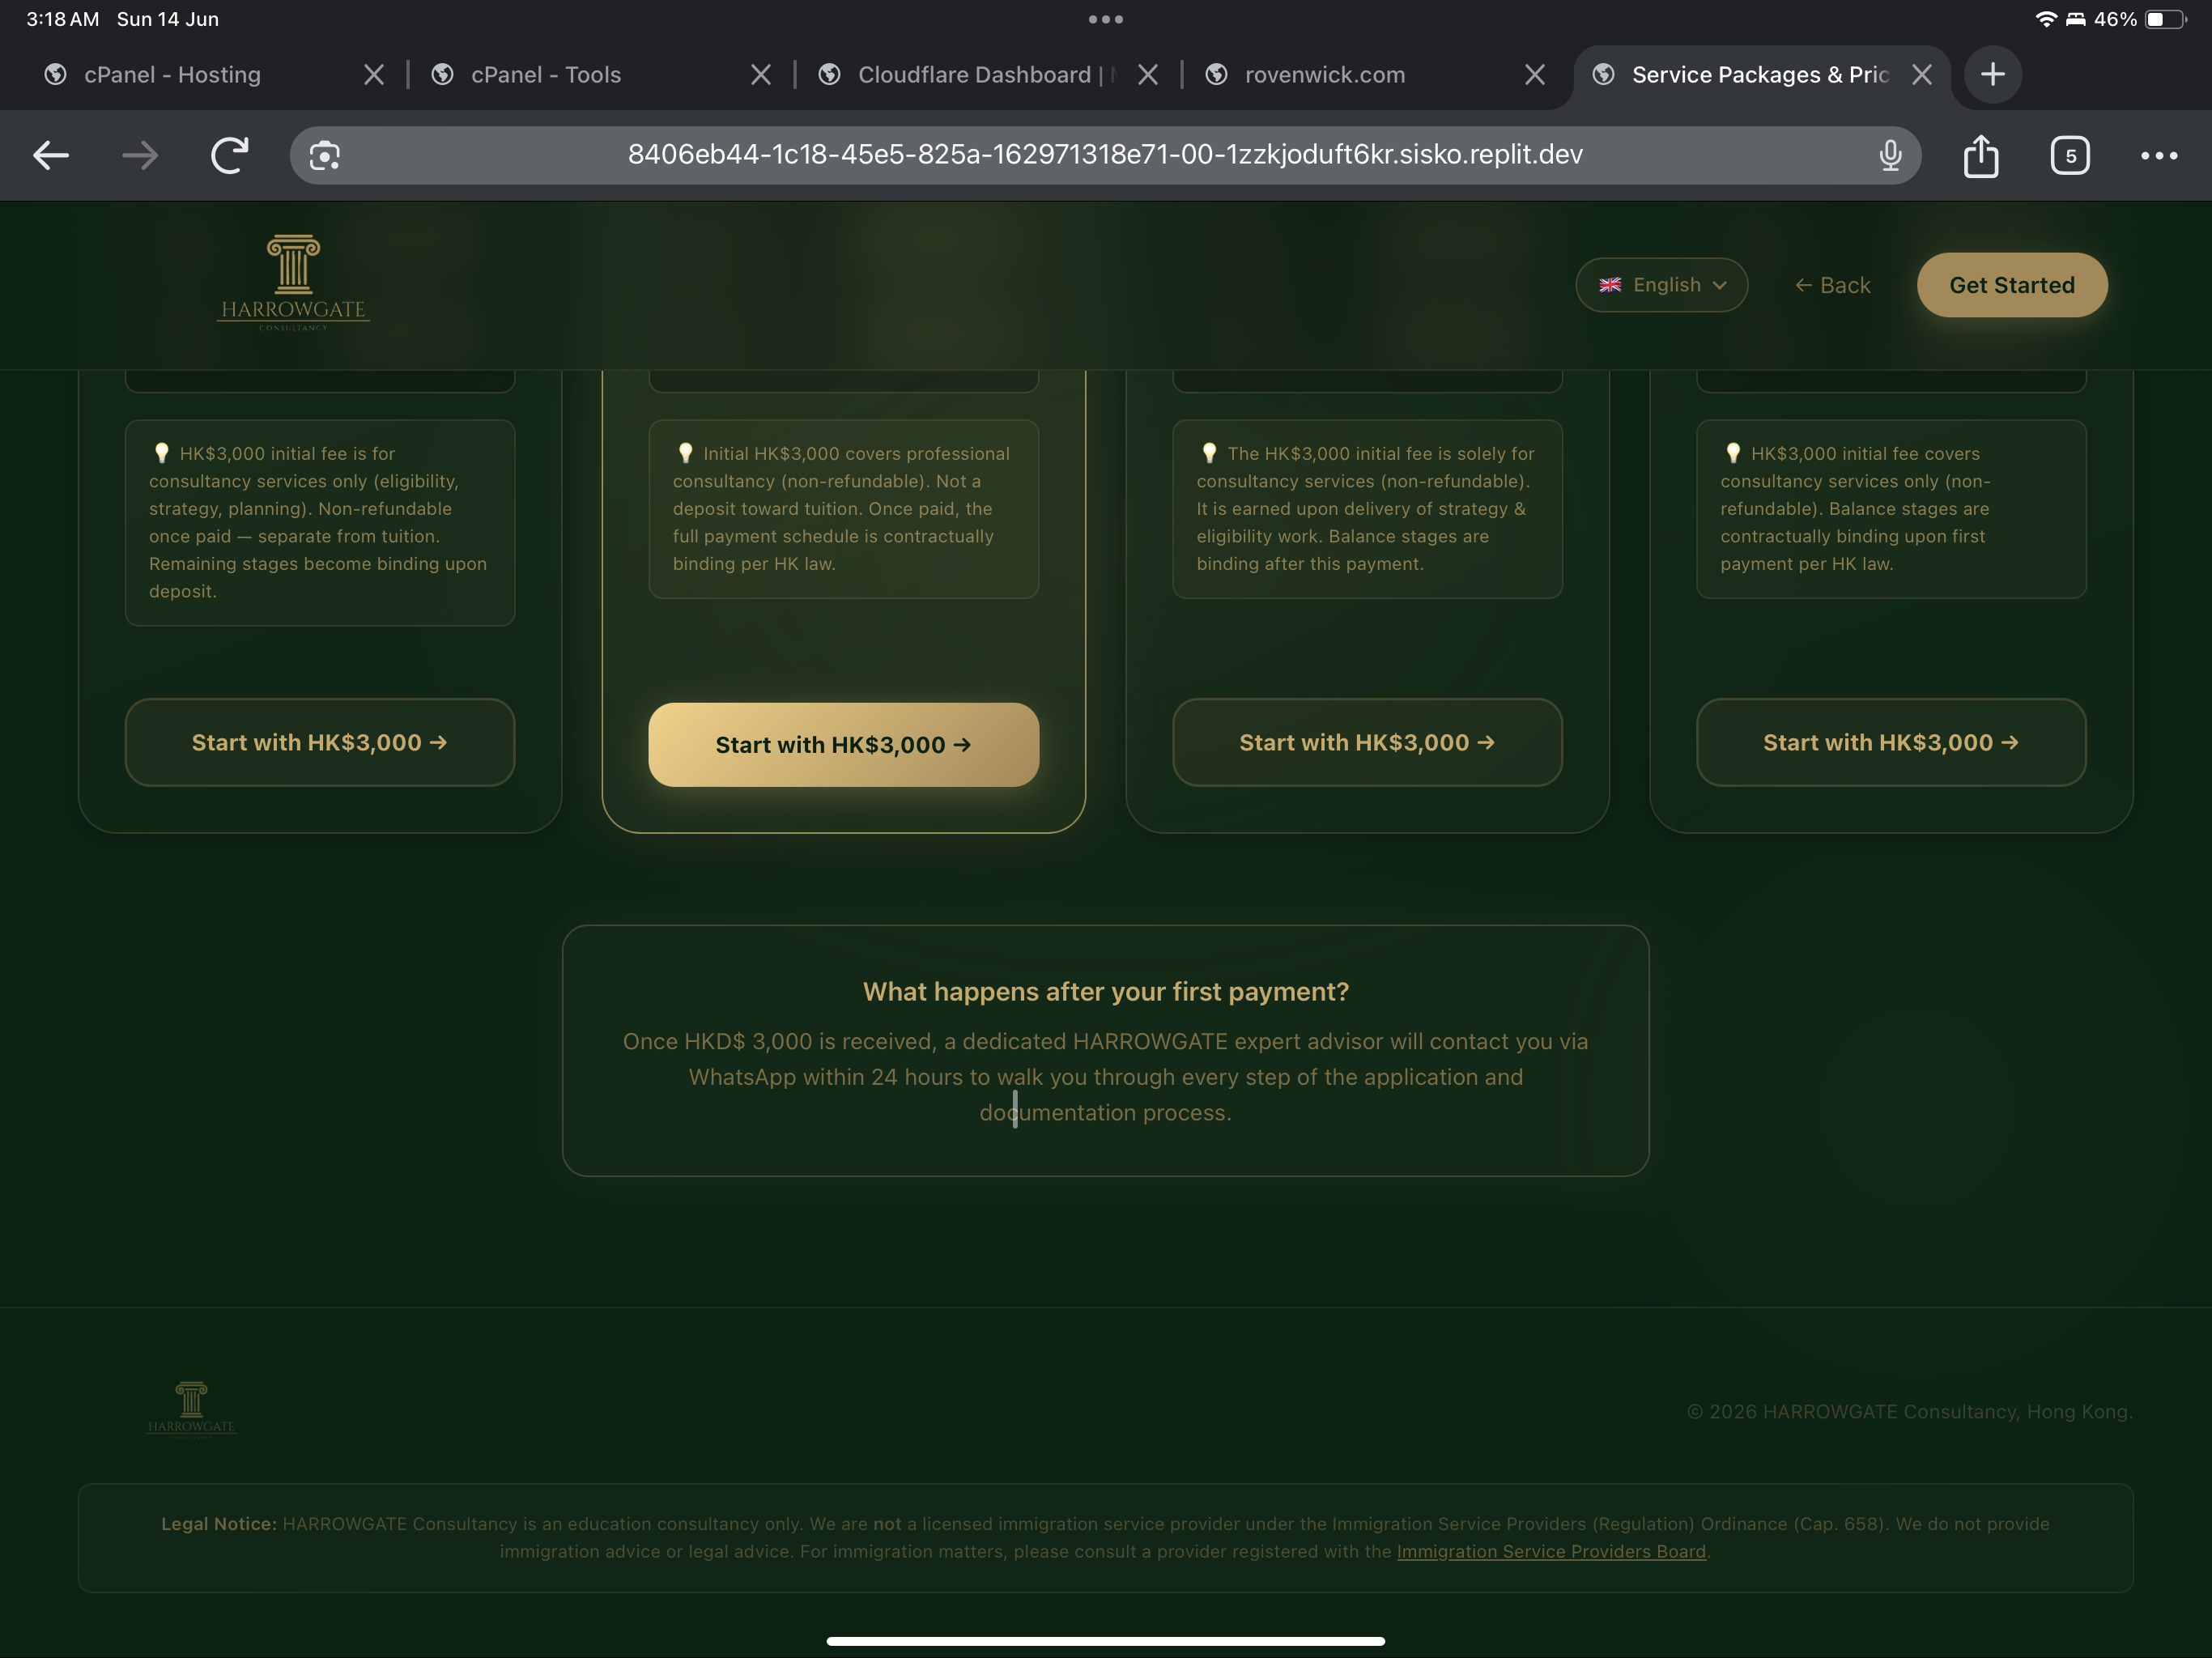 3:18 AM Sun 14 Jun
46%
cPanel - Hosting
cPanel - Tools
Cloudflare Dashboard |
rovenwick.com
Service Packages & Pric
8406eb44-1c18-45e5-825a-162971318e71-00-1zzkjoduft6kr.sisko.replit.dev
5
HARROWGATE
CONSULTANCY
English
← Back
Get Started
HK$3,000 initial fee is for
consultancy services only (eligibility,
strategy, planning). Non-refundable
once paid — separate from tuition.
Remaining stages become binding upon
deposit.
Start with HK$3,000 →
Initial HK$3,000 covers professional
consultancy (non-refundable). Not a
deposit toward tuition. Once paid, the
full payment schedule is contractually
binding per HK law.
Start with HK$3,000 →
The HK$3,000 initial fee is solely for
consultancy services (non-refundable).
It is earned upon delivery of strategy &
eligibility work. Balance stages are
binding after this payment.
Start with HK$3,000 →
HK$3,000 initial fee covers
consultancy services only (non-
refundable). Balance stages are
contractually binding upon first
payment per HK law.
Start with HK$3,000 →
What happens after your first payment?
Once HKD$ 3,000 is received, a dedicated HARROWGATE expert advisor will contact you via
WhatsApp within 24 hours to walk you through every step of the application and
documentation process.
HARROWGATE
© 2026 HARROWGATE Consultancy, Hong Kong.
Legal Notice: HARROWGATE Consultancy is an education consultancy only. We are not a licensed immigration service provider under the Immigration Service Providers (Regulation) Ordinance (Cap. 658). We do not provide
immigration advice or legal advice. For immigration matters, please consult a provider registered with the Immigration Service Providers Board.